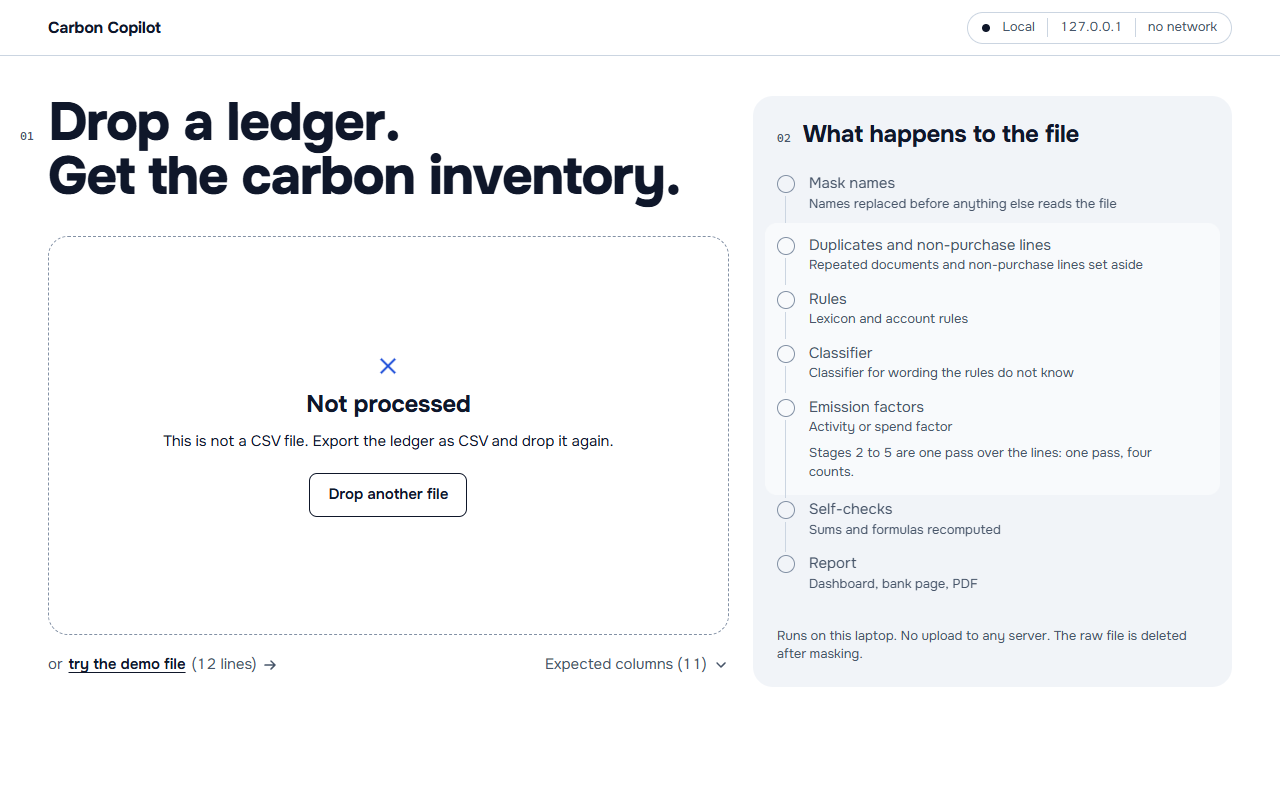 Carbon Copilot
Local
127.0.0.1
no network
01
Drop a ledger.
Get the carbon inventory.
Not processed
This is not a CSV file. Export the ledger as CSV and drop it again.
Drop another file
or try the demo file (12 lines) →
Expected columns (11)
02
What happens to the file
Mask names
Names replaced before anything else reads the file
Duplicates and non-purchase lines
Repeated documents and non-purchase lines set aside
Rules
Lexicon and account rules
Classifier
Classifier for wording the rules do not know
Emission factors
Activity or spend factor
Stages 2 to 5 are one pass over the lines: one pass, four
counts.
Self-checks
Sums and formulas recomputed
Report
Dashboard, bank page, PDF
Runs on this laptop. No upload to any server. The raw file is deleted
after masking.